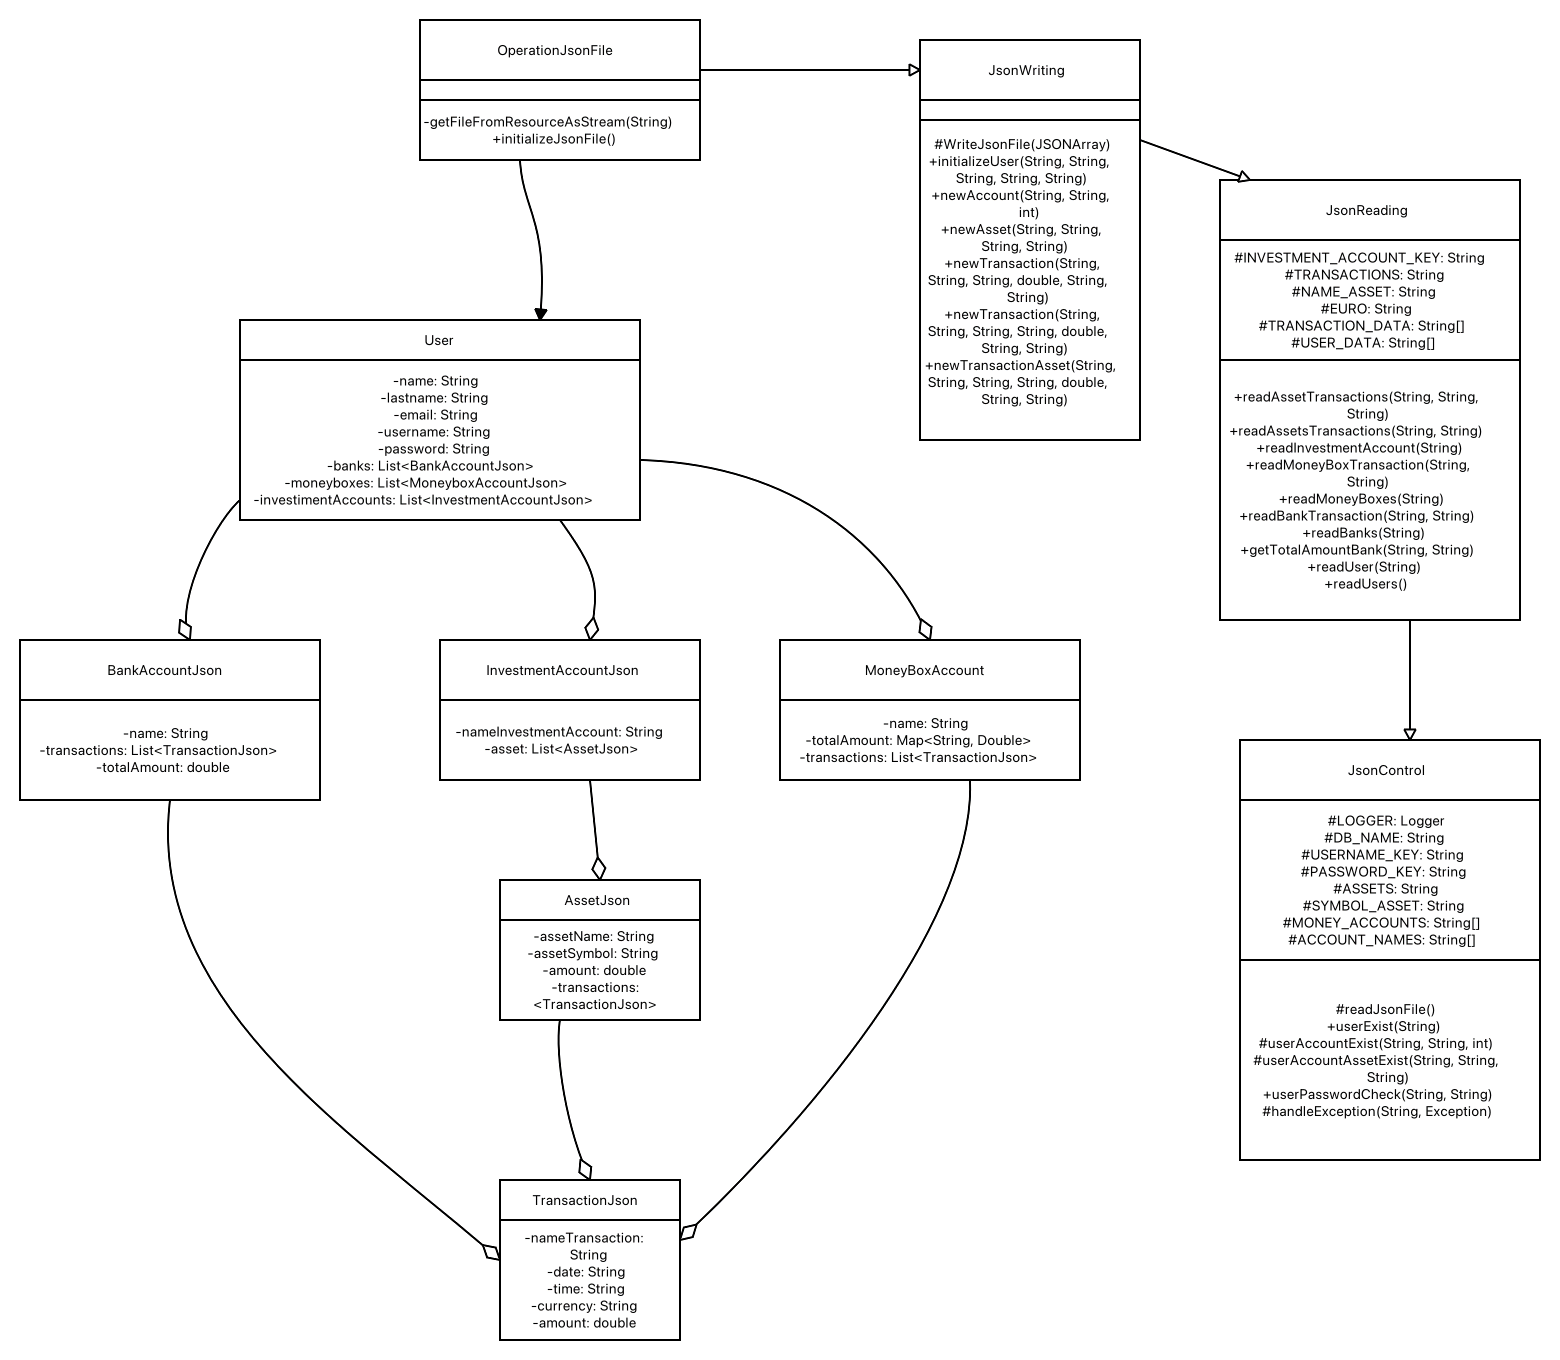 OperationJsonFile
-getFileFromResourceAsStream(String)
+initializeJsonFile()
JsonWriting
#WriteJsonFile(JSONArray)
+initializeUser(String, String,
String, String, String)
+newAccount(String, String,
int)
+newAsset(String, String,
String, String)
+newTransaction(String,
String, String, double, String,
String)
+newTransaction(String,
String, String, String, double,
String, String)
+newTransactionAsset(String,
String, String, String, double,
String, String)
JsonReading
#INVESTMENT_ACCOUNT_KEY: String
#TRANSACTIONS: String
#NAME_ASSET: String
#EURO: String
#TRANSACTION_DATA: String[]
#USER_DATA: String[]
+readAssetTransactions(String, String,
String)
+readAssetsTransactions(String, String)
+readInvestmentAccount(String)
+readMoneyBoxTransaction(String,
String)
+readMoneyBoxes(String)
+readBankTransaction(String, String)
+readBanks(String)
+getTotalAmountBank(String, String)
+readUser(String)
+readUsers()
User
-name: String
-lastname: String
-email: String
-username: String
-password: String
-banks: List<BankAccountJson>
-moneyboxes: List<MoneyboxAccountJson>
-investimentAccounts: List<InvestmentAccountJson>
BankAccountJson
-name: String
-transactions: List<TransactionJson>
-totalAmount: double
InvestmentAccountJson
-nameInvestmentAccount: String
-asset: List<AssetJson>
MoneyBoxAccount
-name: String
-totalAmount: Map<String, Double>
-transactions: List<TransactionJson>
JsonControl
#LOGGER: Logger
#DB_NAME: String
#USERNAME_KEY: String
#PASSWORD_KEY: String
#ASSETS: String
#SYMBOL_ASSET: String
#MONEY_ACCOUNTS: String[]
#ACCOUNT_NAMES: String[]
#readJsonFile()
+userExist(String)
#userAccountExist(String, String, int)
#userAccountAssetExist(String, String,
String)
+userPasswordCheck(String, String)
#handleException(String, Exception)
AssetJson
-assetName: String
-assetSymbol: String
-amount: double
-transactions:
<TransactionJson>
TransactionJson
-nameTransaction:
String
-date: String
-time: String
-currency: String
-amount: double